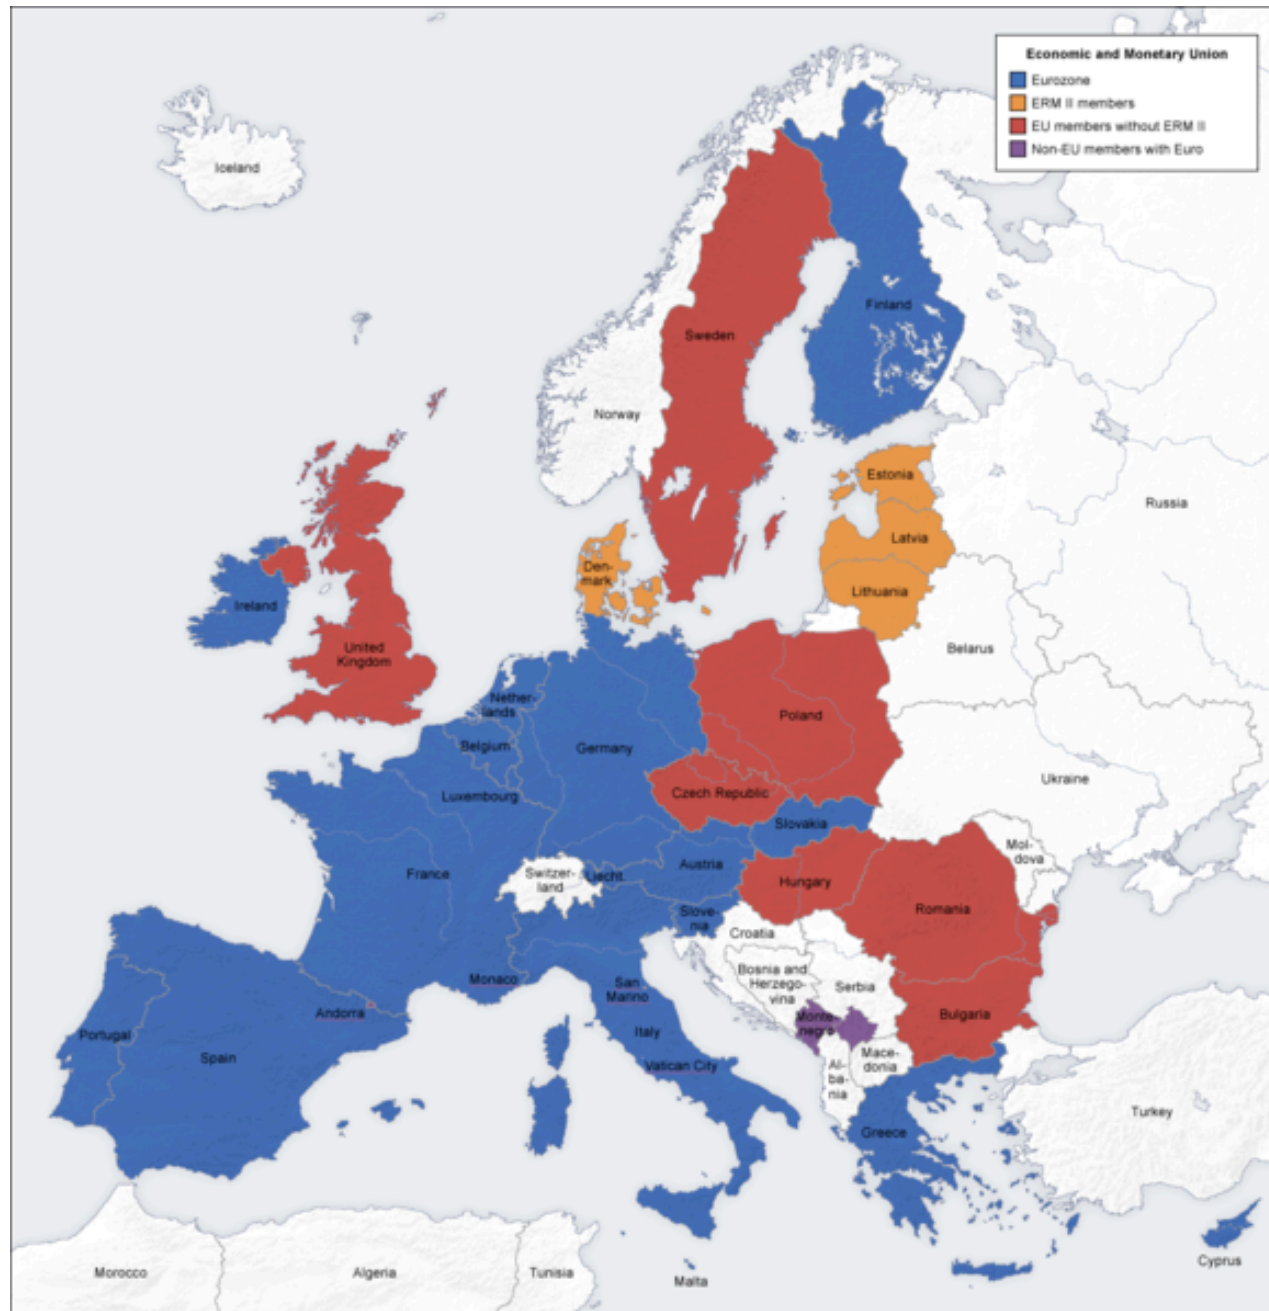 Economic and Monetary Union
Eurozone
ERM II members
EU members without ERM II
Non-EU members with Euro
Iceland
Finland
Sweden
Norway
Estonia
Russia
Latvia
Den-
mark
Lithuania
Ireland
United
Kingdom
Belarus
Nether-
lands
Poland
Belgium
Germany
Ukraine
Czech Republic
Luxembourg
Slovakia
Mol-
dova
Austria
France
Switzer-
land
Liecht.
Hungary
Romania
Slove-
nia
Croatia
Bosnia and
Herzego-
vina
Monaco
San
Marino
Serbia
Andorra
Monte-
negro
Bulgaria
Portugal
Italy
Spain
Vatican City
Mace-
donia
Al-
ba-
nia
Turkey
Greece
Cyprus
Morocco
Algeria
Tunisia
Malta